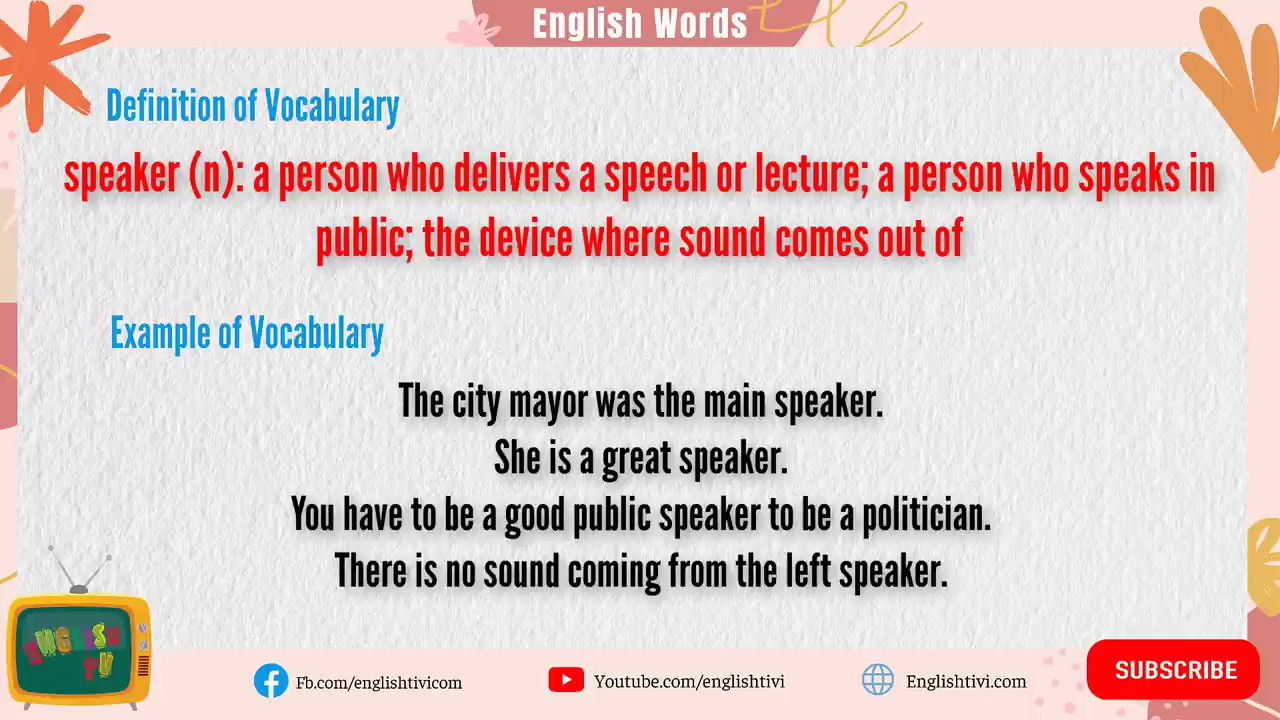 English Words
Definition of Vocabulary
speaker (n): a person who delivers a speech or lecture; a person who speaks in
public; the device where sound comes out of
Example of Vocabulary
The city mayor was the main speaker.
She is a great speaker.
You have to be a good public speaker to be a politician.
There is no sound coming from the left speaker.
ENGLISH
TV
Fb.com/englishtivicom
Youtube.com/englishtivi
Englishtivi.com
SUBSCRIBE